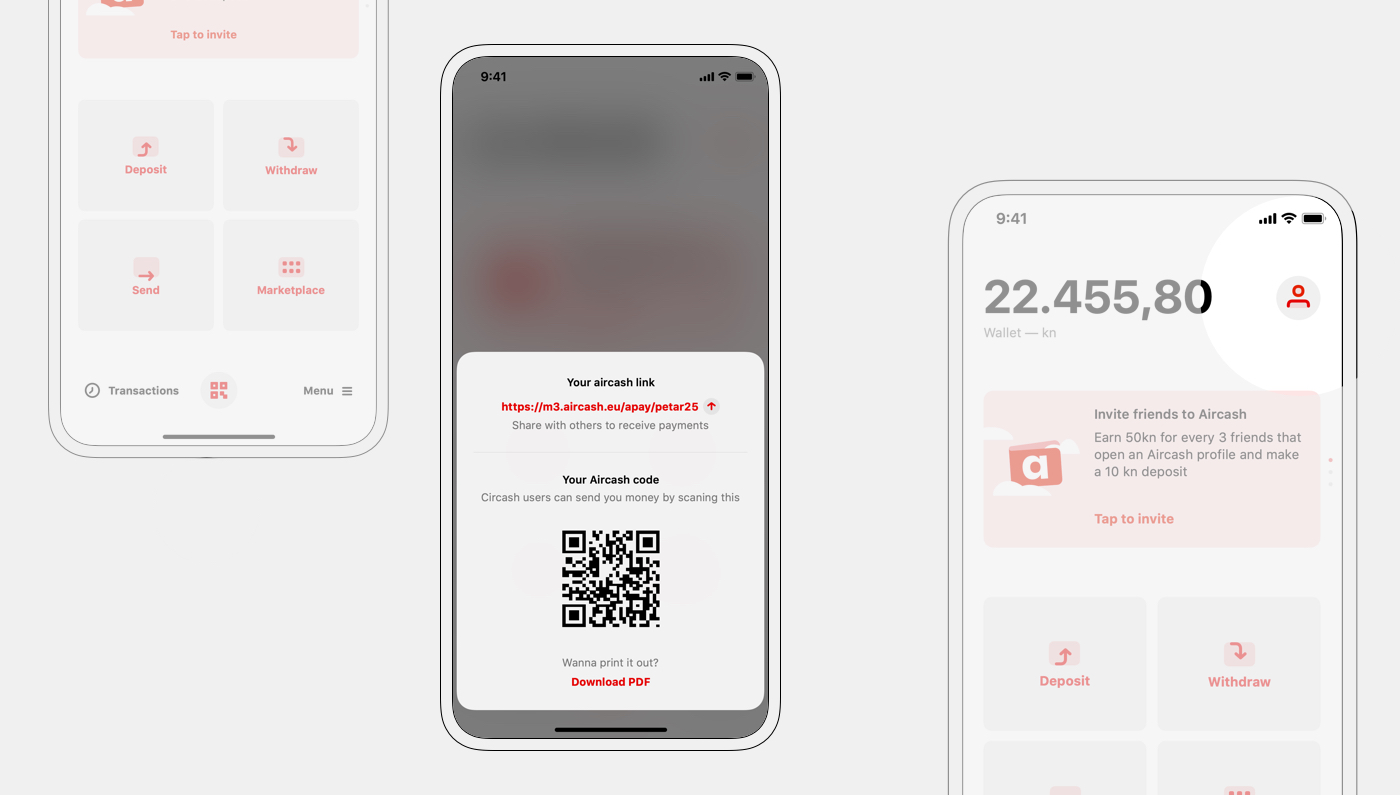 Tap to invite
Deposit
Withdraw
Send
Marketplace
Transactions
Menu
9:41
Your aircash link
https://m3.aircash.eu/apay/petar25
Share with others to receive payments
Your Aircash code
Circash users can send you money by scaning this
Wanna print it out?
Download PDF
9:41
22.455,80
Wallet — kn
a
Invite friends to Aircash
Earn 50kn for every 3 friends that
open an Aircash profile and make
a 10 kn deposit
Tap to invite
Deposit
Withdraw